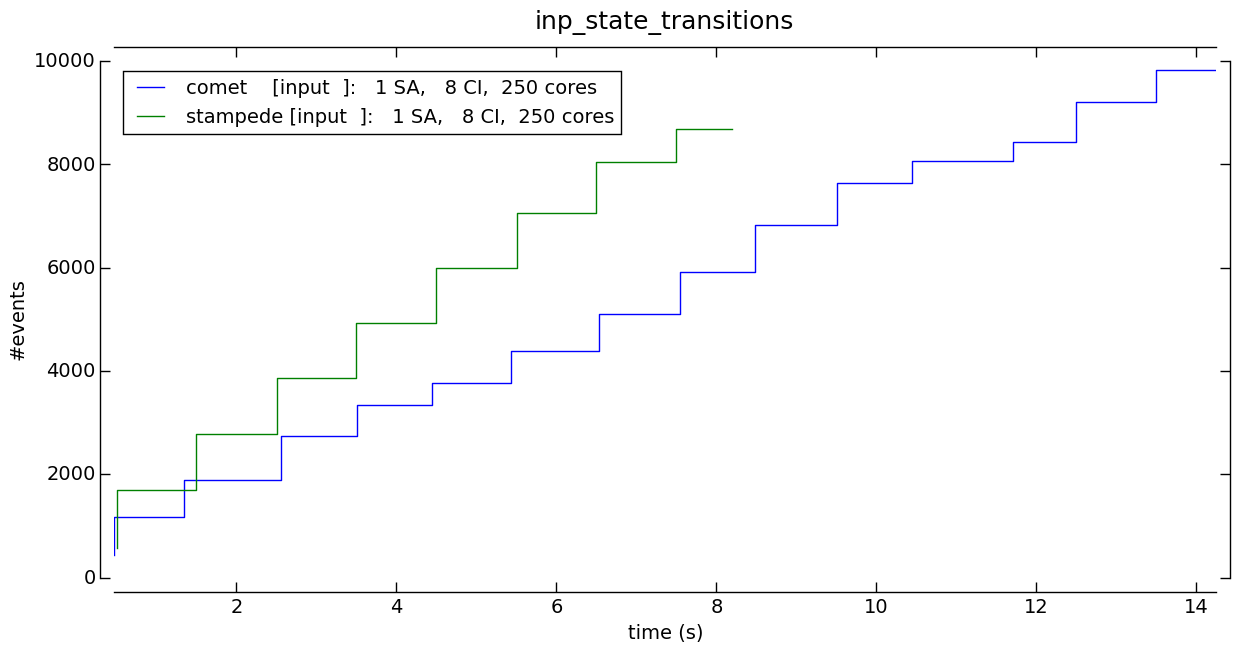 inp_state_transitions
10000
8000
6000
4000
2000
0
#events
comet    [input  ]:   1 SA,   8 CI,  250 cores
stampede [input  ]:   1 SA,   8 CI,  250 cores
2 4 6 8 10 12 14
time (s)